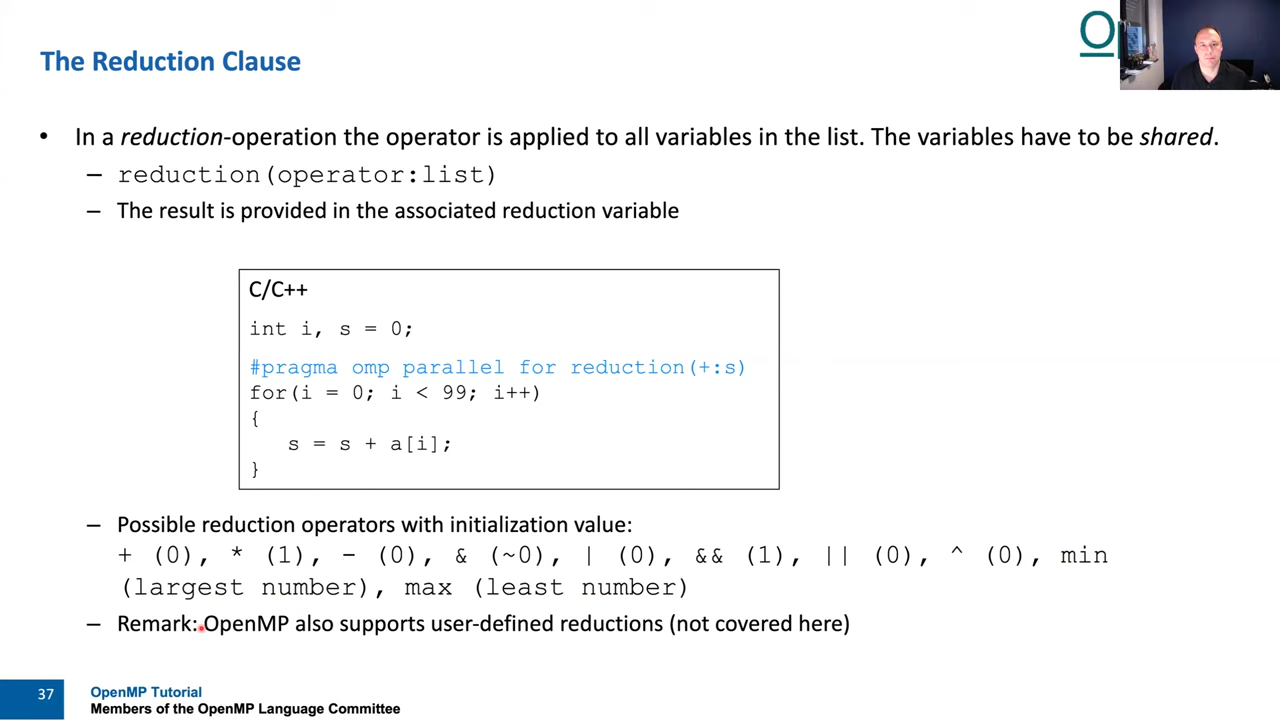 The Reduction Clause
• In a reduction-operation the operator is applied to all variables in the list. The variables have to be shared.
– reduction(operator:list)
– The result is provided in the associated reduction variable
C/C++
int i, s = 0;
#pragma omp parallel for reduction(+:s)
for(i = 0; i < 99; i++)
{
s = s + a[i];
}
– Possible reduction operators with initialization value:
+ (0), * (1), - (0), & (~0), | (0), && (1), || (0), ^ (0), min
(largest number), max (least number)
– Remark: OpenMP also supports user-defined reductions (not covered here)
37
OpenMP Tutorial
Members of the OpenMP Language Committee